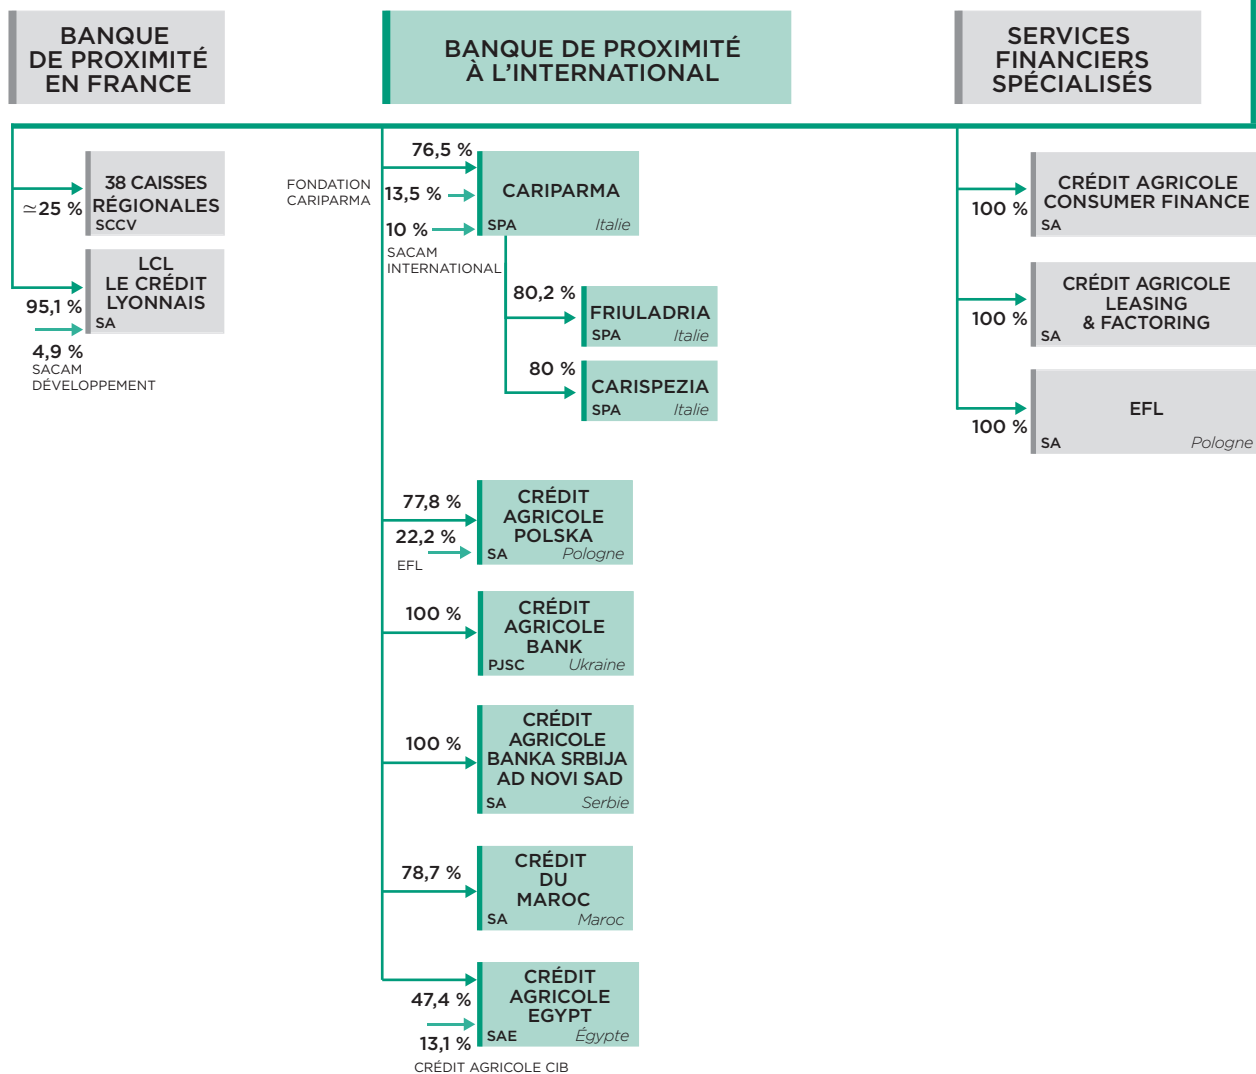 BANQUE
DE PROXIMITÉ
EN FRANCE
≃25 %
38 CAISSES
RÉGIONALES
SCCV
95,1 %
LCL
LE CRÉDIT
LYONNAIS
SA
4,9 %
SACAM
DÉVELOPPEMENT
BANQUE DE PROXIMITÉ
À L’INTERNATIONAL
76,5 %
FONDATION
CARIPARMA
13,5 %
10 %
SACAM
INTERNATIONAL
CARIPARMA
SPA Italie
80,2 %
FRIULADRIA
SPA Italie
80 %
CARISPEZIA
SPA Italie
77,8 %
22,2 %
EFL
CRÉDIT
AGRICOLE
POLSKA
SA Pologne
100 %
CRÉDIT
AGRICOLE
BANK
PJSC Ukraine
100 %
CRÉDIT
AGRICOLE
BANKA SRBIJA
AD NOVI SAD
SA Serbie
78,7 %
CRÉDIT
DU
MAROC
SA Maroc
47,4 %
13,1 %
CRÉDIT AGRICOLE CIB
CRÉDIT
AGRICOLE
EGYPT
SAE Égypte
SERVICES
FINANCIERS
SPÉCIALISÉS
100 %
CRÉDIT AGRICOLE
CONSUMER FINANCE
SA
100 %
CRÉDIT AGRICOLE
LEASING
& FACTORING
SA
100 %
EFL
SA Pologne